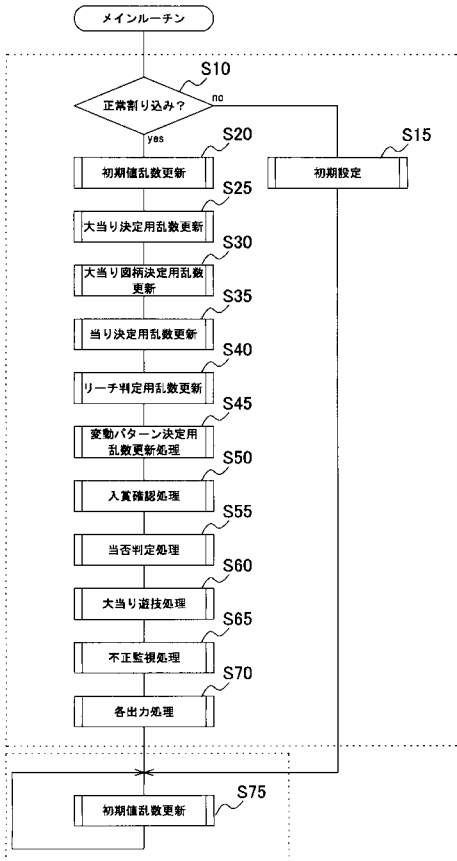 メインルーチン
S10
正常割り込み?
no
yes
S15
初期設定
S20
初期値乱数更新
S25
大当り決定用乱数更新
S30
大当り図柄決定用乱数
更新
S35
当り決定用乱数更新
S40
リーチ判定用乱数更新
S45
変動パターン決定用
乱数更新処理
S50
入賞確認処理
S55
当否判定処理
S60
大当り遊技処理
S65
不正監視処理
S70
各出力処理
S75
初期値乱数更新